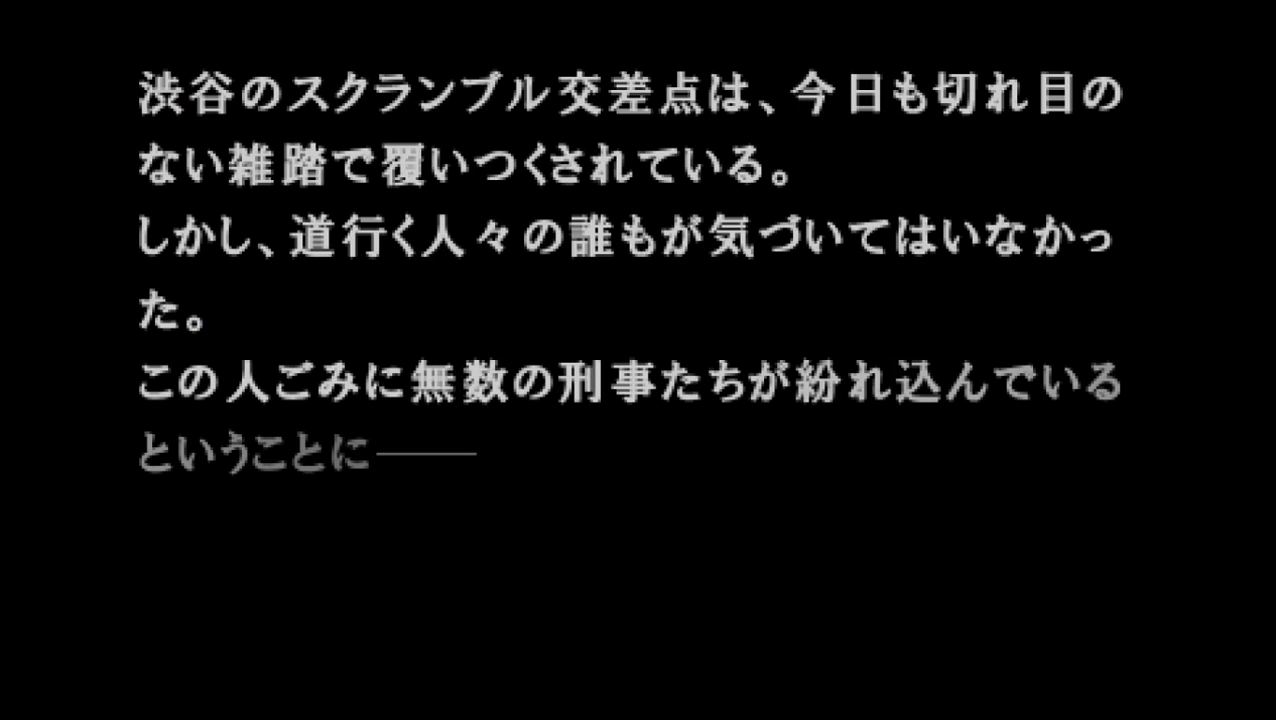 渋谷のスクランブル交差点は、今日も切れ目の
ない雑踏で覆いつくされている。
しかし、道行く人々の誰もが気づいてはいなかっ
た。
この人ごみに無数の刑事たちが紛れ込んでいる
ということに――